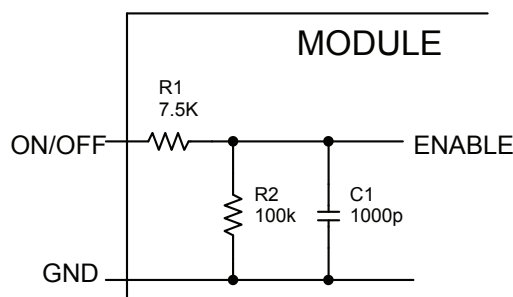 MODULE
R1
7.5K
ON/OFF
ENABLE
R2
100k
C1
1000p
GND